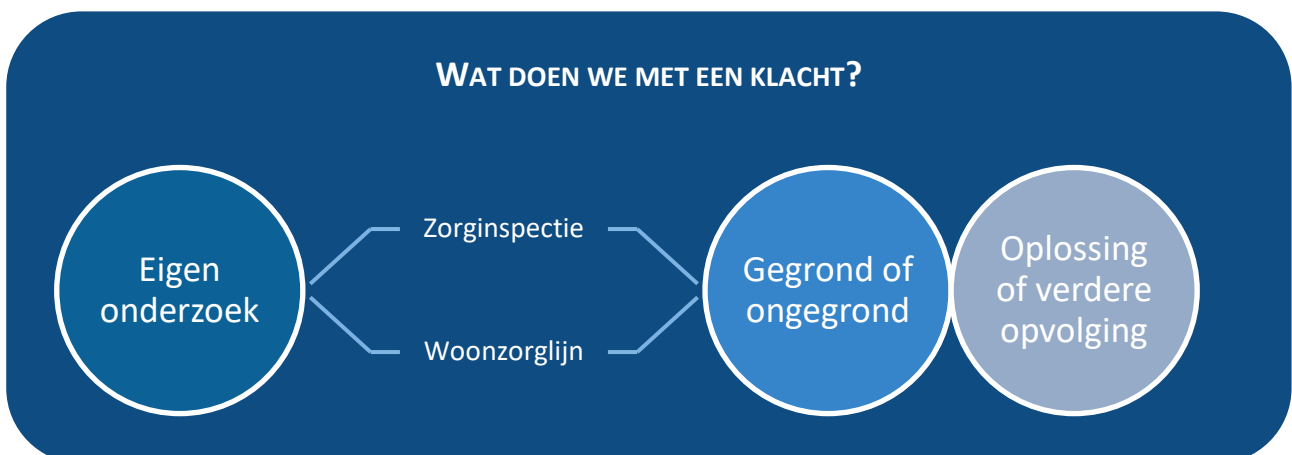 WAT DOEN WE MET EEN KLACHT?
Eigen
onderzoek
Zorginspectie
Woonzorglijn
Gegrond of
ongegrond
Oplossing
of verdere
opvolging